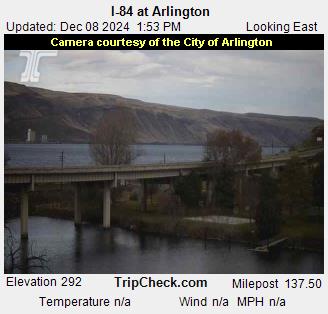 I-84 at Arlington
Updated: Dec 08 2024 1:53 PM Looking East
Camera courtesy of the City of Arlington
Elevation 292 TripCheck.com Milepost 137.50
Temperature n/a Wind n/a MPH n/a